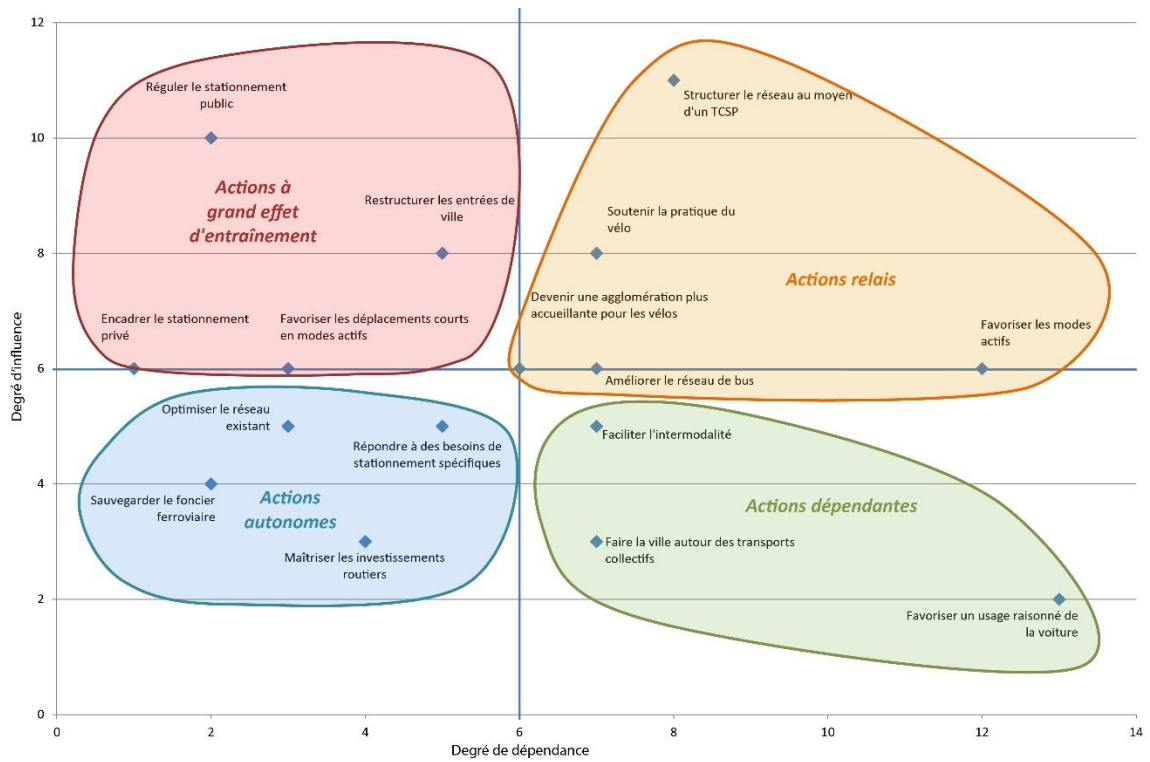 12
Réguler le stationnement
public
Structurer le réseau au moyen
d'un TCSP
10
Actions à
grand effet
d'entraînement
Restructurer les entrées de
ville
Soutenir la pratique du
vélo
8
Actions relais
Encadrer le stationnement
privé
Favoriser les déplacements courts
en modes actifs
Devenir une agglomération plus
accueillante pour les vélos
Favoriser les modes
actifs
6
Améliorer le réseau de bus
Degré d'influence
Optimiser le réseau
existant
Répondre à des besoins de
stationnement spécifiques
Faciliter l'intermodalité
4
Sauvegarder le foncier
ferroviaire
Actions
autonomes
Actions dépendantes
Maîtriser les investissements
routiers
Faire la ville autour des transports
collectifs
2
Favoriser un usage raisonné de
la voiture
0
0 2 4 6 8 10 12 14
Degré de dépendance